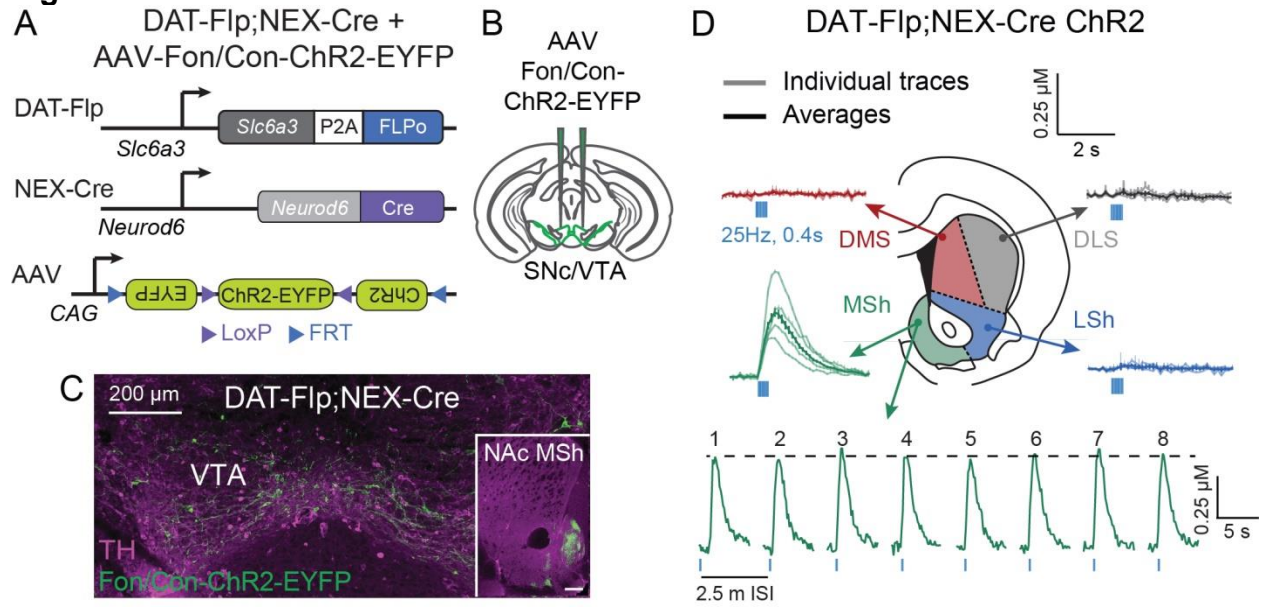 A
DAT-Flp;NEX-Cre +
AAV-Fon/Con-ChR2-EYFP
DAT-Flp
Slc6a3 P2A FLPo
Slc6a3
NEX-Cre
Neurod6 Cre
Neurod6
AAV
EYFP ChR2-EYFP ChR2
CAG
LoxP FRT
B
AAV
Fon/Con-
ChR2-EYFP
SNc/VTA
C
200 µm
DAT-Flp;NEX-Cre
VTA
NAc MSh
TH
Fon/Con-ChR2-EYFP
D
DAT-Flp;NEX-Cre ChR2
Individual traces
Averages
0.25 µM
2 s
25Hz, 0.4s
DMS
DLS
MSh
LSh
1 2 3 4 5 6 7 8
0.25 µM
5 s
2.5 m ISI